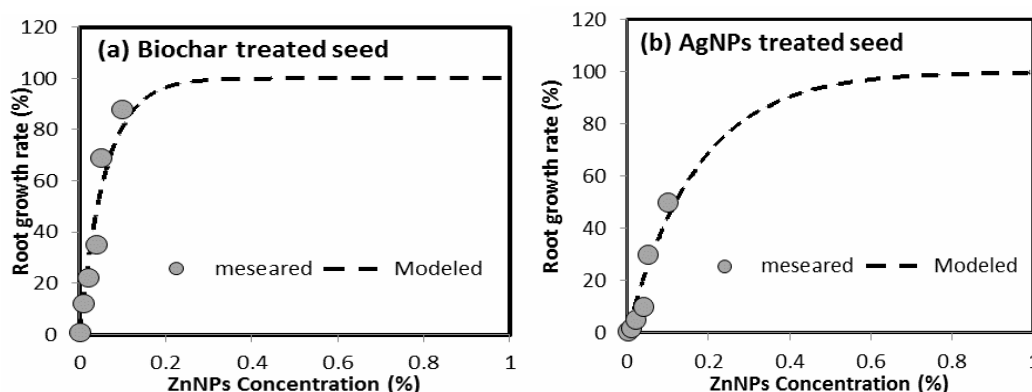 (a) Biochar treated seed
Root growth rate (%)
120
100
80
60
40
20
0
meseared
Modeled
0 0.2 0.4 0.6 0.8 1
ZnNPs Concentration (%)
(b) AgNPs treated seed
Root growth rate (%)
120
100
80
60
40
20
0
meseared
Modeled
0 0.2 0.4 0.6 0.8 1
ZnNPs Concentration (%)